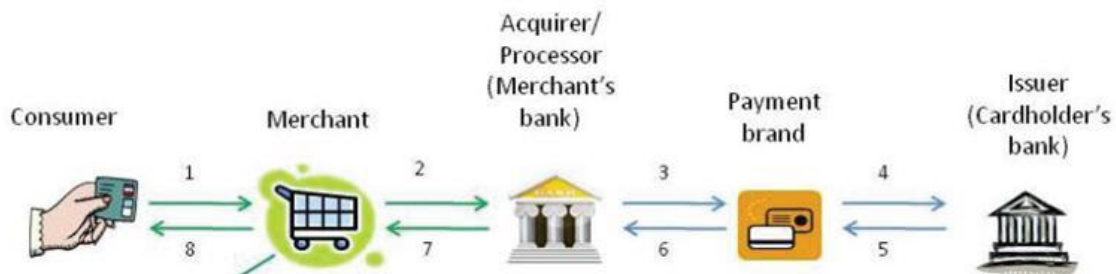 Acquirer/
Processor
(Merchant's
bank)
Consumer
Merchant
Payment
brand
Issuer
(Cardholder's
bank)
1
2
3
4
8
7
6
5